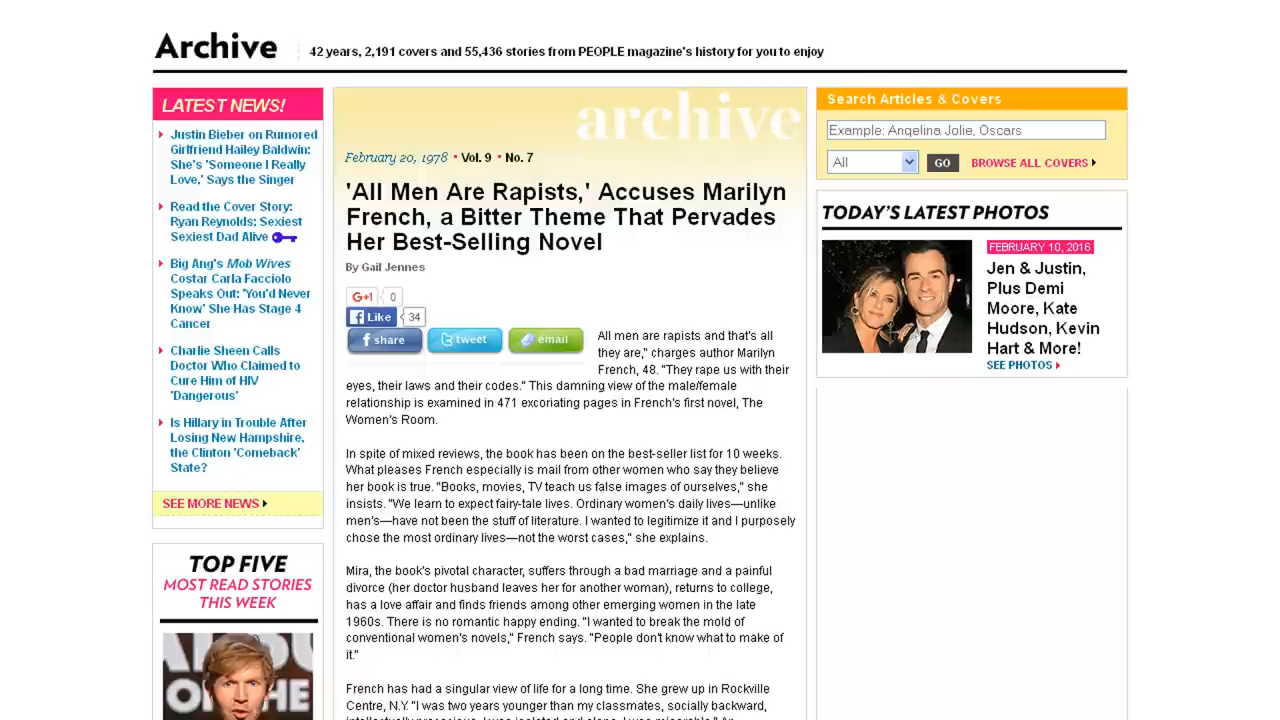 Archive
42 years, 2,191 covers and 55,436 stories from PEOPLE magazine's history for you to enjoy
LATEST NEWS!
Justin Bieber on Rumored
Girlfriend Hailey Baldwin:
She's 'Someone I Really
Love,' Says the Singer
Read the Cover Story:
Ryan Reynolds: Sexiest
Sexiest Dad Alive
Big Ang's Mob Wives
Costar Carla Facciolo
Speaks Out: 'You'd Never
Know' She Has Stage 4
Cancer
Charlie Sheen Calls
Doctor Who Claimed to
Cure Him of HIV
'Dangerous'
Is Hillary in Trouble After
Losing New Hampshire,
the Clinton 'Comeback'
State?
SEE MORE NEWS
TOP FIVE
MOST READ STORIES
THIS WEEK
archive
February 20, 1978 • Vol. 9 • No. 7
'All Men Are Rapists,' Accuses Marilyn
French, a Bitter Theme That Pervades
Her Best-Selling Novel
By Gail Jennes
G+1 0
Like 34
share tweet email
All men are rapists and that's all
they are," charges author Marilyn
French, 48. "They rape us with their
eyes, their laws and their codes." This damning view of the male/female
relationship is examined in 471 excoriating pages in French's first novel, The
Women's Room.
In spite of mixed reviews, the book has been on the best-seller list for 10 weeks.
What pleases French especially is mail from other women who say they believe
her book is true. "Books, movies, TV teach us false images of ourselves," she
insists. "We learn to expect fairy-tale lives. Ordinary women's daily lives—unlike
men's—have not been the stuff of literature. I wanted to legitimize it and I purposely
chose the most ordinary lives—not the worst cases," she explains.
Mira, the book's pivotal character, suffers through a bad marriage and a painful
divorce (her doctor husband leaves her for another woman), returns to college,
has a love affair and finds friends among other emerging women in the late
1960s. There is no romantic happy ending. "I wanted to break the mold of
conventional women's novels," French says. "People don't know what to make of
it."
French has had a singular view of life for a long time. She grew up in Rockville
Centre, N.Y. "I was two years younger than my classmates, socially backward,
Search Articles & Covers
Example: Angelina Jolie, Oscars
All GO BROWSE ALL COVERS
TODAY'S LATEST PHOTOS
FEBRUARY 10, 2016
Jen & Justin,
Plus Demi
Moore, Kate
Hudson, Kevin
Hart & More!
SEE PHOTOS